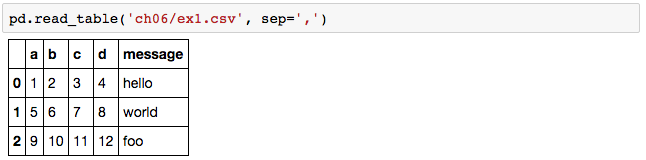 pd.read_table('ch06/ex1.csv', sep=',')
a b c d message
0 1 2 3 4 hello
1 5 6 7 8 world
2 9 10 11 12 foo